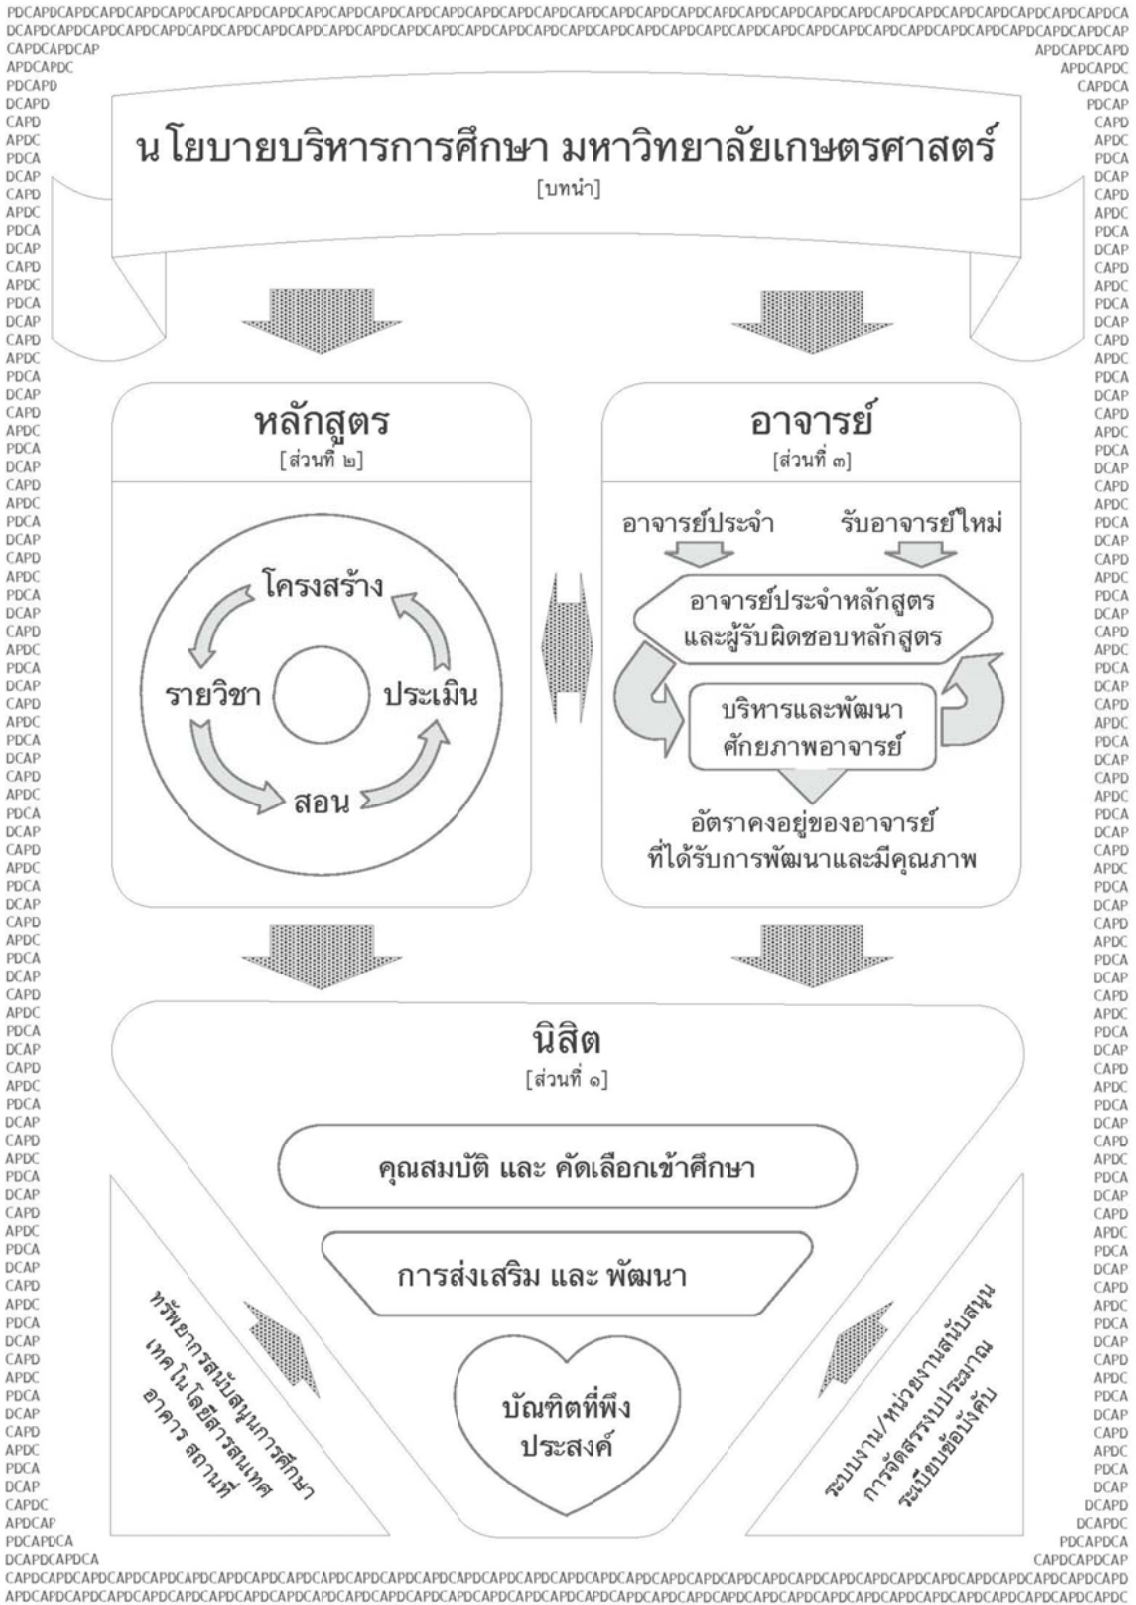 นโยบายบริหารการศึกษา มหาวิทยาลัยเกษตรศาสตร์
[บทนำ]
หลักสูตร
[ส่วนที่ ๒]
โครงสร้าง
รายวิชา
ประเมิน
สอน
อาจารย์
[ส่วนที่ ๓]
อาจารย์ประจำ
รับอาจารย์ใหม่
อาจารย์ประจำหลักสูตร
และผู้รับผิดชอบหลักสูตร
บริหารและพัฒนา
ศักยภาพอาจารย์
อัตราคงอยู่ของอาจารย์
ที่ได้รับการพัฒนาและมีคุณภาพ
นิสิต
[ส่วนที่ ๑]
คุณสมบัติ และ คัดเลือกเข้าศึกษา
การส่งเสริม และ พัฒนา
บัณฑิตที่พึง
ประสงค์
ทรัพยากรสนับสนุนการศึกษา
เทคโนโลยีสารสนเทศ
อาคาร สถานที่
ระบบงาน/หน่วยงานสนับสนุน
การจัดสรรงบประมาณ
ระเบียบข้อบังคับ